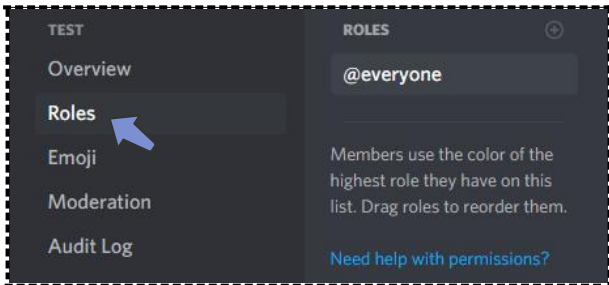 TEST
Overview
Roles
Emoji
Moderation
Audit Log
ROLES
@everyone
Members use the color of the
highest role they have on this
list. Drag roles to reorder them.
Need help with permissions?